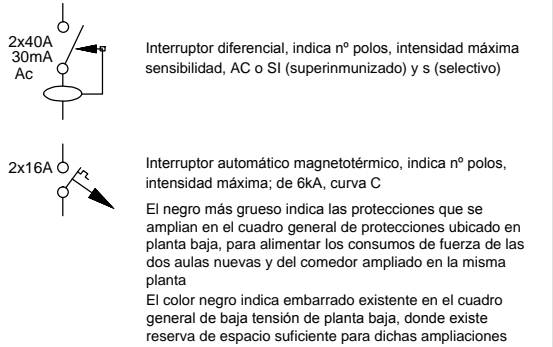 2x40A
30mA
Ac
Interruptor diferencial, indica nº polos, intensidad máxima
sensibilidad, AC o SI (superinmunizado) y s (selectivo)
2x16A
Interruptor automático magnetotérmico, indica nº polos,
intensidad máxima; de 6kA, curva C
El negro más grueso indica las protecciones que se
amplian en el cuadro general de protecciones ubicado en
planta baja, para alimentar los consumos de fuerza de las
dos aulas nuevas y del comedor ampliado en la misma
planta
El color negro indica embarrado existente en el cuadro
general de baja tensión de planta baja, donde existe
reserva de espacio suficiente para dichas ampliaciones